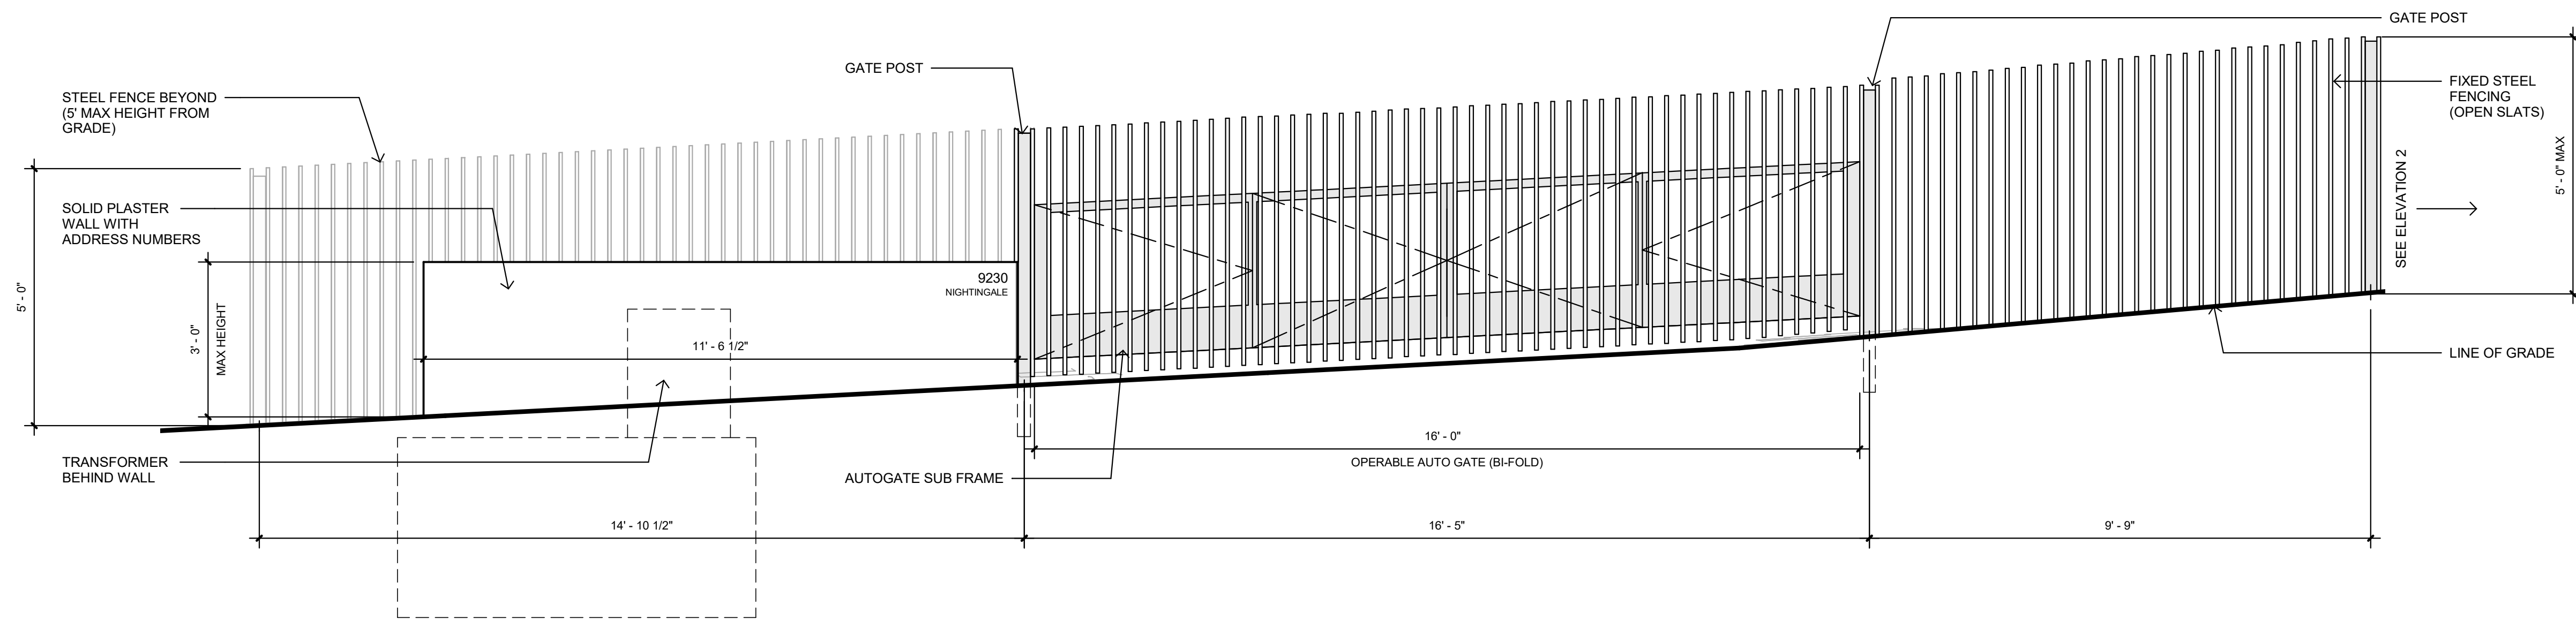 GATE POST
GATE POST
STEEL FENCE BEYOND
(5' MAX HEIGHT FROM
GRADE)
FIXED STEEL
FENCING
(OPEN SLATS)
SOLID PLASTER
WALL WITH
ADDRESS NUMBERS
SEE ELEVATION 2
5' - 0" MAX
5' - 0"
3' - 0"
MAX HEIGHT
9230
NIGHTINGALE
11' - 6 1/2"
LINE OF GRADE
TRANSFORMER
BEHIND WALL
AUTOGATE SUB FRAME
16' - 0"
OPERABLE AUTO GATE (BI-FOLD)
14' - 10 1/2"
16' - 5"
9' - 9"